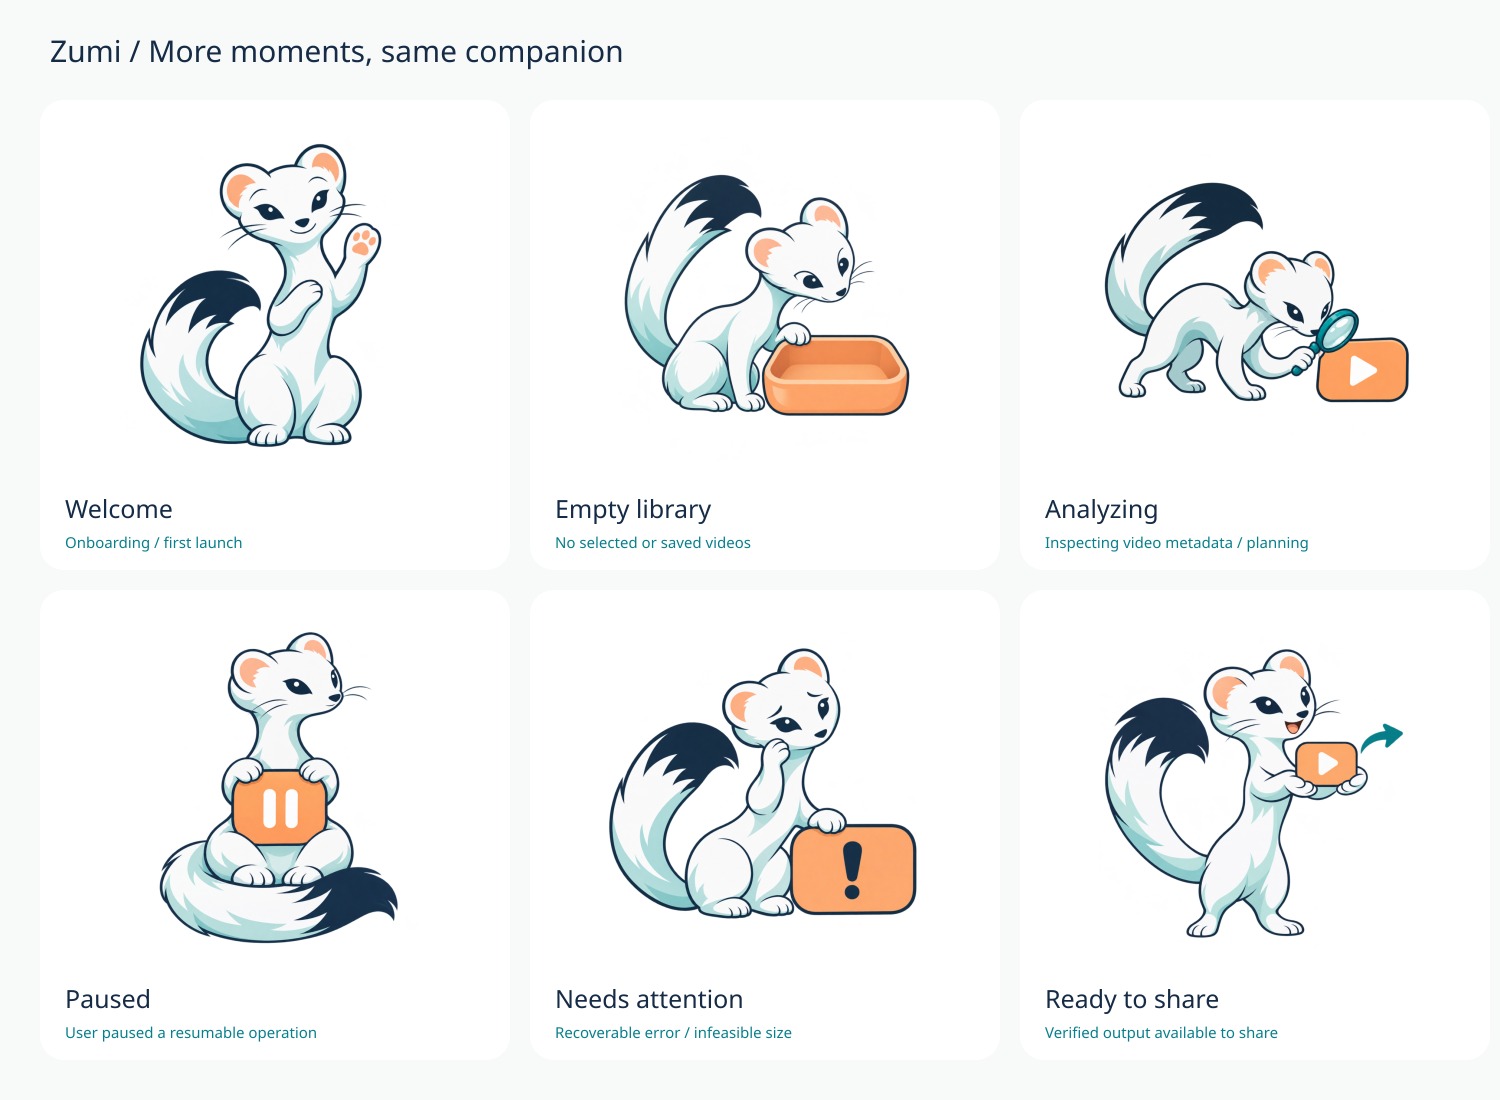 Zumi / More moments, same companion
Welcome
Onboarding / first launch
Empty library
No selected or saved videos
Analyzing
Inspecting video metadata / planning
!
Paused
User paused a resumable operation
Needs attention
Recoverable error / infeasible size
Ready to share
Verified output available to share